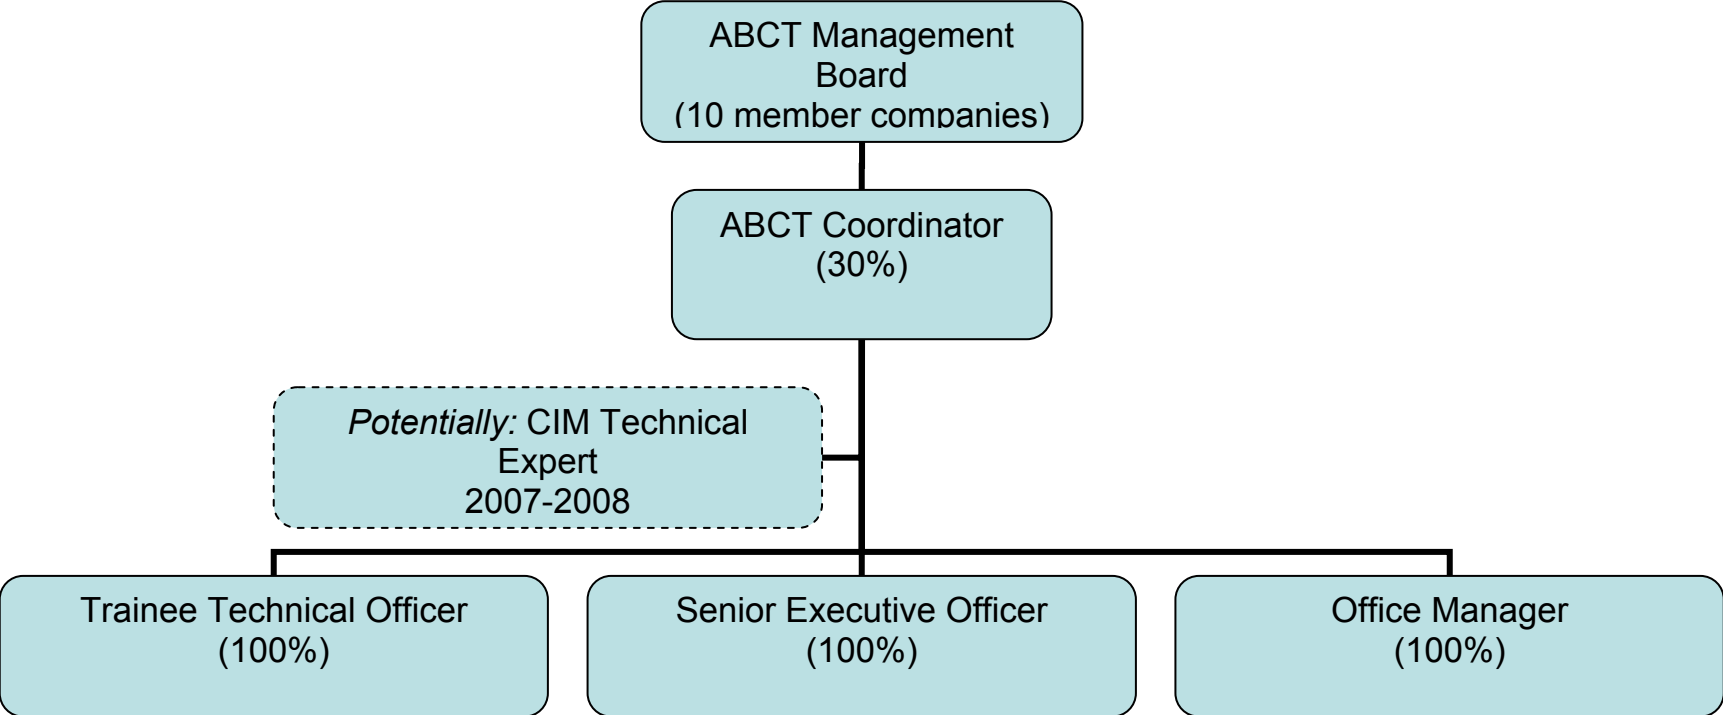 ABCT Management
Board
(10 member companies)
ABCT Coordinator
(30%)
Potentially: CIM Technical
Expert
2007-2008
Trainee Technical Officer
(100%)
Senior Executive Officer
(100%)
Office Manager
(100%)